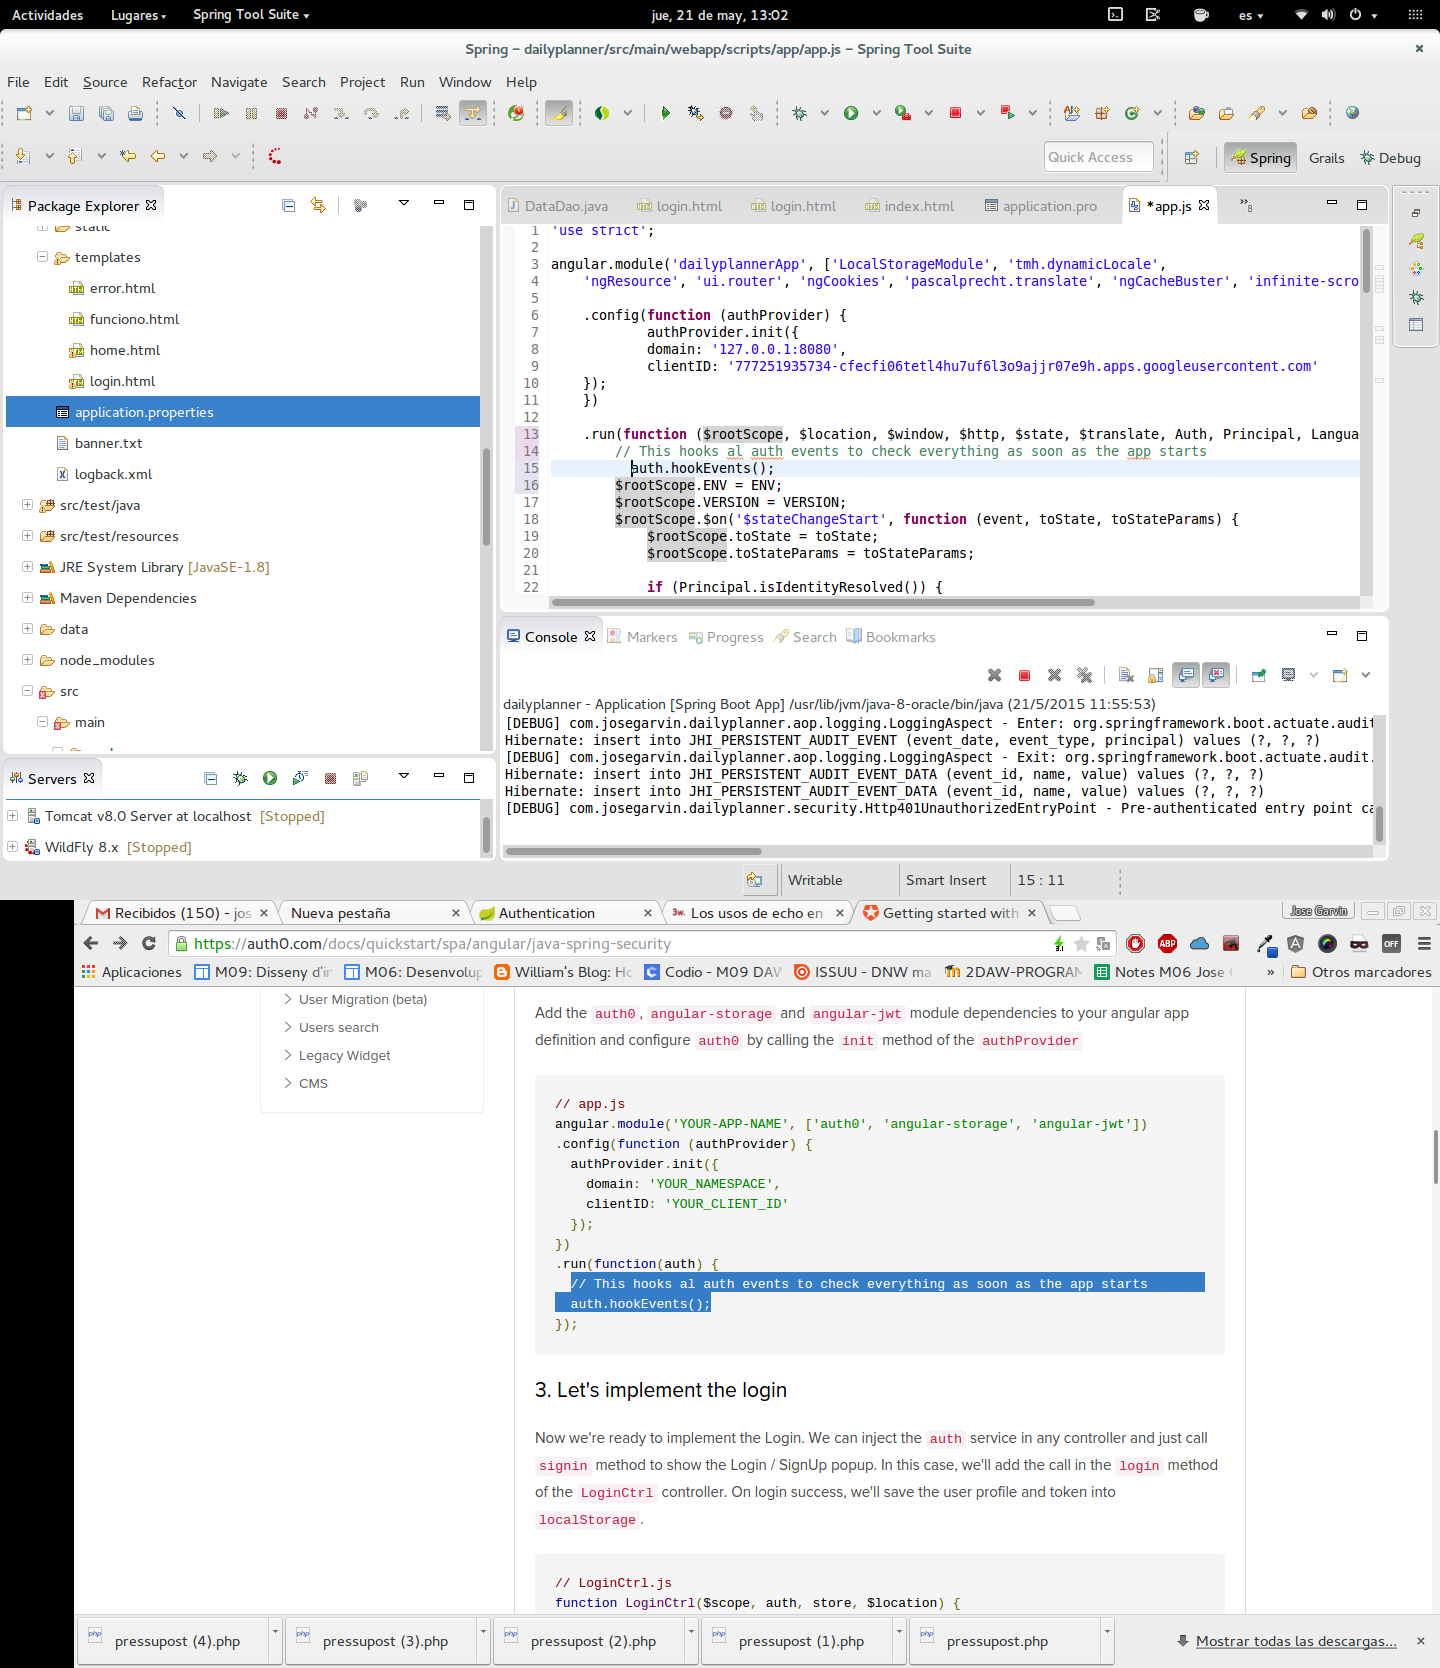 Actividades
Lugares
Spring Tool Suite
jue, 21 de may, 13:02
es
Spring – dailyplanner/src/main/webapp/scripts/app/app.js – Spring Tool Suite
File Edit Source Refactor Navigate Search Project Run Window Help
Quick Access
Spring
Grails
Debug
Package Explorer
static
templates
error.html
funciono.html
home.html
login.html
application.properties
banner.txt
logback.xml
src/test/java
src/test/resources
JRE System Library [JavaSE-1.8]
Maven Dependencies
data
node_modules
src
main
Servers
Tomcat v8.0 Server at localhost [Stopped]
WildFly 8.x [Stopped]
DataDao.java
login.html
login.html
index.html
application.pro
*app.js
»8
1 'use strict';
2
3 angular.module('dailyplannerApp', ['LocalStorageModule', 'tmh.dynamicLocale',
4 'ngResource', 'ui.router', 'ngCookies', 'pascalprecht.translate', 'ngCacheBuster', 'infinite-scro
5
6 .config(function (authProvider) {
7 authProvider.init({
8 domain: '127.0.0.1:8080',
9 clientID: '777251935734-cfecfi06tetl4hu7uf6l3o9ajjr07e9h.apps.googleusercontent.com'
10 });
11 })
12
13 .run(function ($rootScope, $location, $window, $http, $state, $translate, Auth, Principal, Langua
14 // This hooks al auth events to check everything as soon as the app starts
15 auth.hookEvents();
16 $rootScope.ENV = ENV;
17 $rootScope.VERSION = VERSION;
18 $rootScope.$on('$stateChangeStart', function (event, toState, toStateParams) {
19 $rootScope.toState = toState;
20 $rootScope.toStateParams = toStateParams;
21
22 if (Principal.isIdentityResolved()) {
Console
Markers
Progress
Search
Bookmarks
dailyplanner - Application [Spring Boot App] /usr/lib/jvm/java-8-oracle/bin/java (21/5/2015 11:55:53)
[DEBUG] com.josegarvin.dailyplanner.aop.logging.LoggingAspect - Enter: org.springframework.boot.actuate.audit
Hibernate: insert into JHI_PERSISTENT_AUDIT_EVENT (event_date, event_type, principal) values (?, ?, ?)
[DEBUG] com.josegarvin.dailyplanner.aop.logging.LoggingAspect - Exit: org.springframework.boot.actuate.audit.
Hibernate: insert into JHI_PERSISTENT_AUDIT_EVENT_DATA (event_id, name, value) values (?, ?, ?)
Hibernate: insert into JHI_PERSISTENT_AUDIT_EVENT_DATA (event_id, name, value) values (?, ?, ?)
[DEBUG] com.josegarvin.dailyplanner.security.Http401UnauthorizedEntryPoint - Pre-authenticated entry point ca
Writable
Smart Insert
15 : 11
Recibidos (150) - jos
Nueva pestaña
Authentication
3w. Los usos de echo en
Getting started with
Jose Garvin
https://auth0.com/docs/quickstart/spa/angular/java-spring-security
ABP
OFF
Aplicaciones
M09: Disseny d'in
M06: Desenvolup
William's Blog: Ho
Codio - M09 DAW
ISSUU - DNW ma
2DAW-PROGRAM
Notes M06 Jose
»
Otros marcadores
User Migration (beta)
Users search
Legacy Widget
CMS
Add the auth0, angular-storage and angular-jwt module dependencies to your angular app
definition and configure auth0 by calling the init method of the authProvider
// app.js
angular.module('YOUR-APP-NAME', ['auth0', 'angular-storage', 'angular-jwt'])
.config(function (authProvider) {
authProvider.init({
domain: 'YOUR_NAMESPACE',
clientID: 'YOUR_CLIENT_ID'
});
})
.run(function(auth) {
// This hooks al auth events to check everything as soon as the app starts
auth.hookEvents();
});
3. Let's implement the login
Now we're ready to implement the Login. We can inject the auth service in any controller and just call
signin method to show the Login / SignUp popup. In this case, we'll add the call in the login method
of the LoginCtrl controller. On login success, we'll save the user profile and token into
localStorage.
// LoginCtrl.js
function LoginCtrl($scope, auth, store, $location) {
php pressupost (4).php
php pressupost (3).php
php pressupost (2).php
php pressupost (1).php
php pressupost.php
Mostrar todas las descargas...